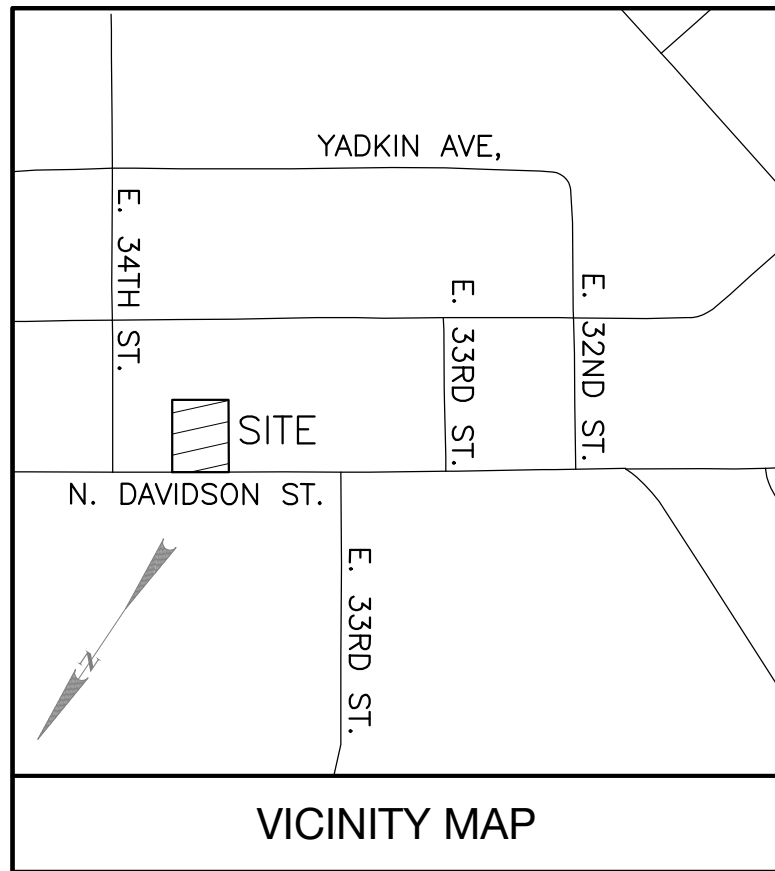 YADKIN AVE,
E. 34TH ST.
E. 33RD ST.
E. 32ND ST.
SITE
N. DAVIDSON ST.
E. 33RD ST.
N
VICINITY MAP